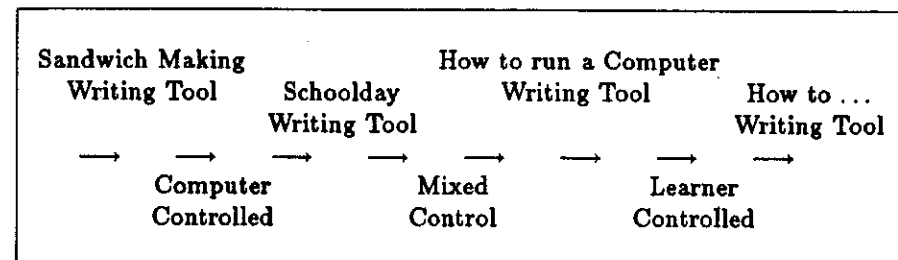 Sandwich Making
Writing Tool
Schoolday
Writing Tool
How to run a Computer
Writing Tool
How to ...
Writing Tool
→ → → → → → → →
Computer
Controlled
Mixed
Control
Learner
Controlled